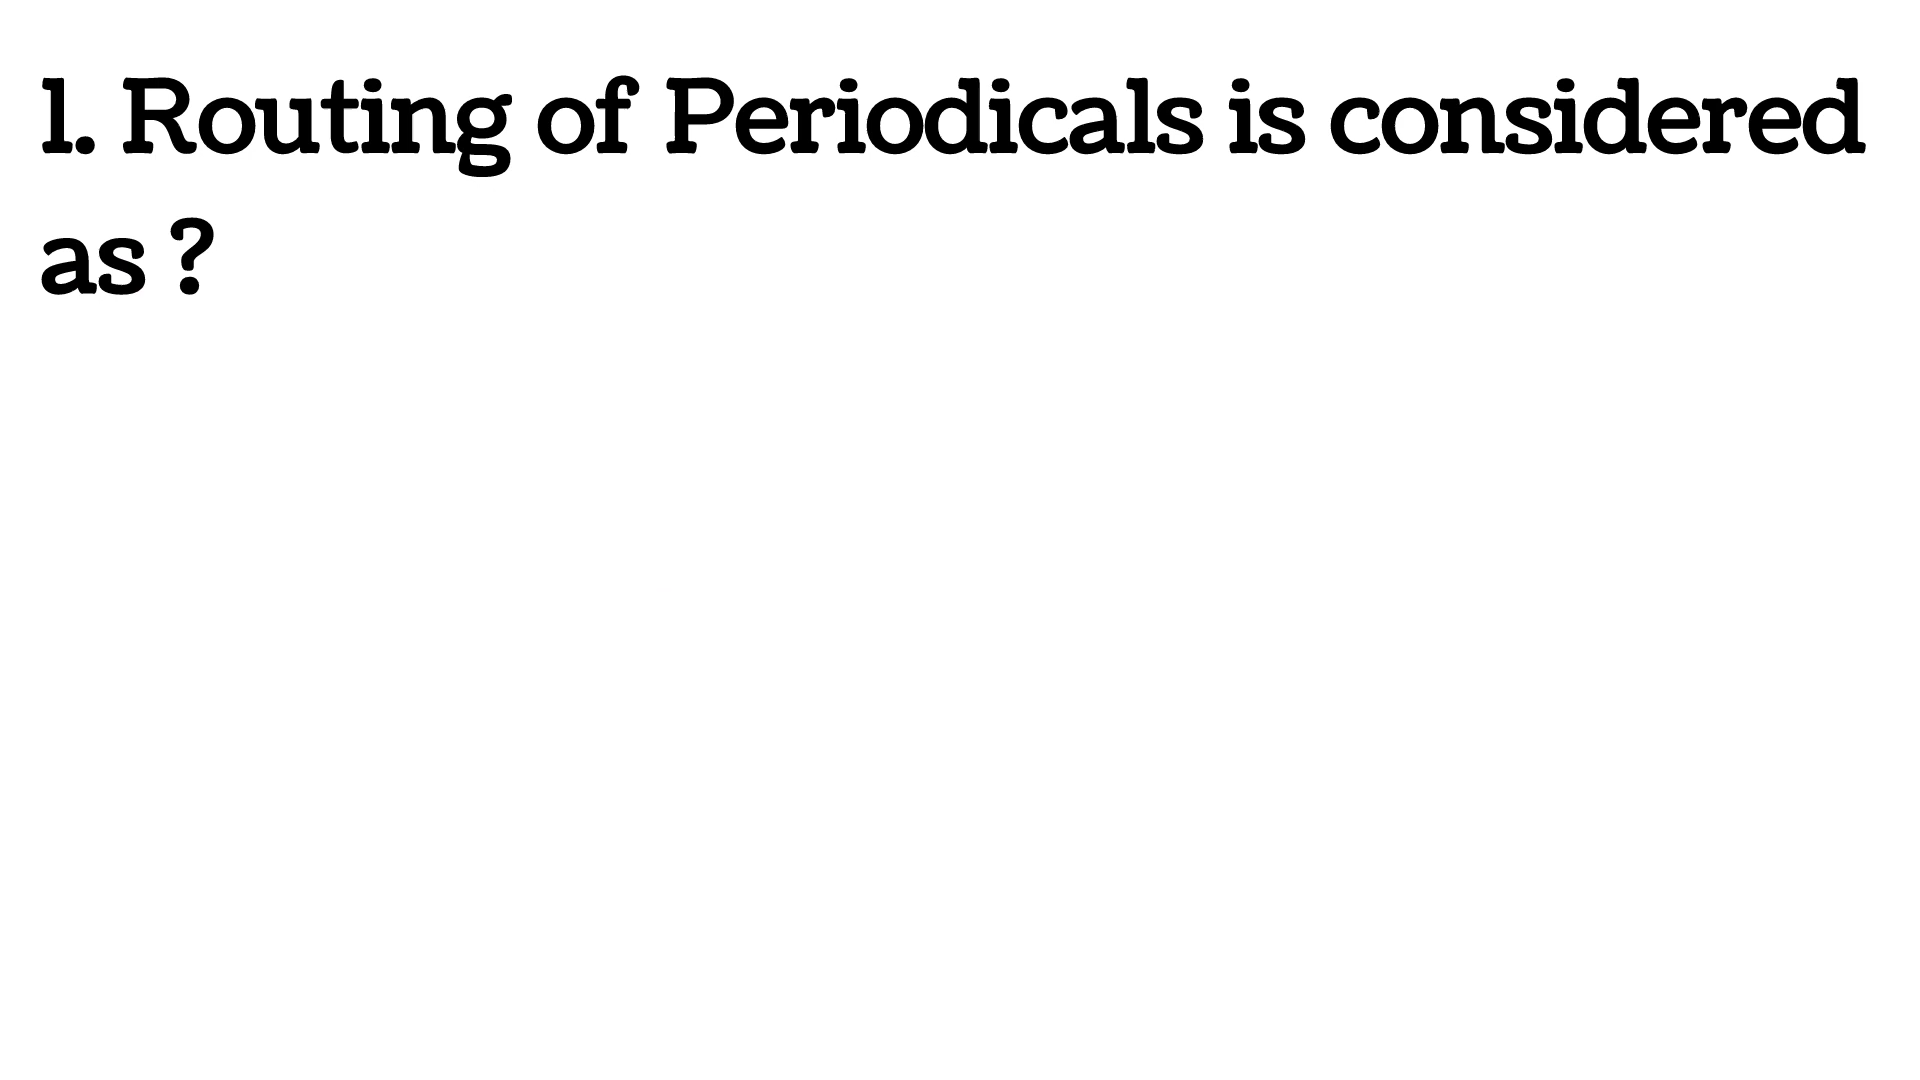 1. Routing of Periodicals is considered
as ?